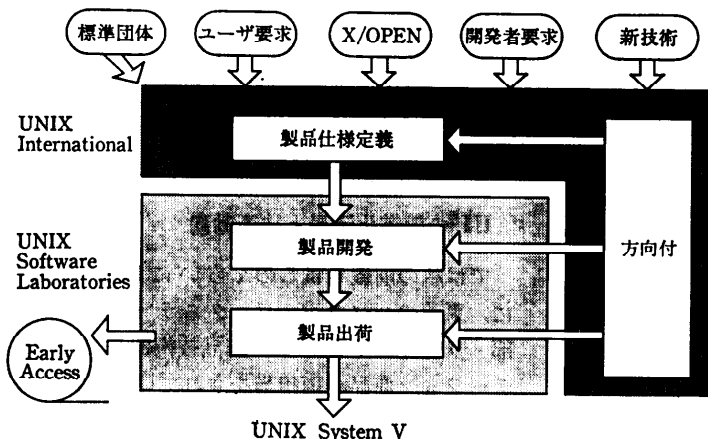 標準団体
ユーザ要求
X/OPEN
開発者要求
新技術
UNIX
International
製品仕様定義
方向付
UNIX
Software
Laboratories
製品開発
製品出荷
Early
Access
UNIX System V